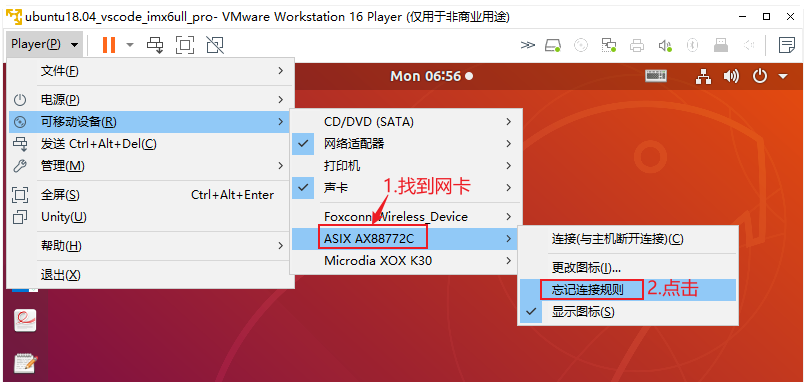 ubuntu18.04_vscode_imx6ull_pro- VMware Workstation 16 Player (仅用于非商业用途)
Player(P)
Mon 06:56
文件(F)
电源(P)
可移动设备(R)
发送 Ctrl+Alt+Del(C)
管理(M)
全屏(S) Ctrl+Alt+Enter
Unity(U)
帮助(H)
退出(X)
CD/DVD (SATA)
网络适配器
打印机
声卡
1.找到网卡
Foxconn Wireless_Device
ASIX AX88772C
Microdia XOX K30
连接(与主机断开连接)(C)
更改图标(I)...
忘记连接规则
2.点击
显示图标(S)